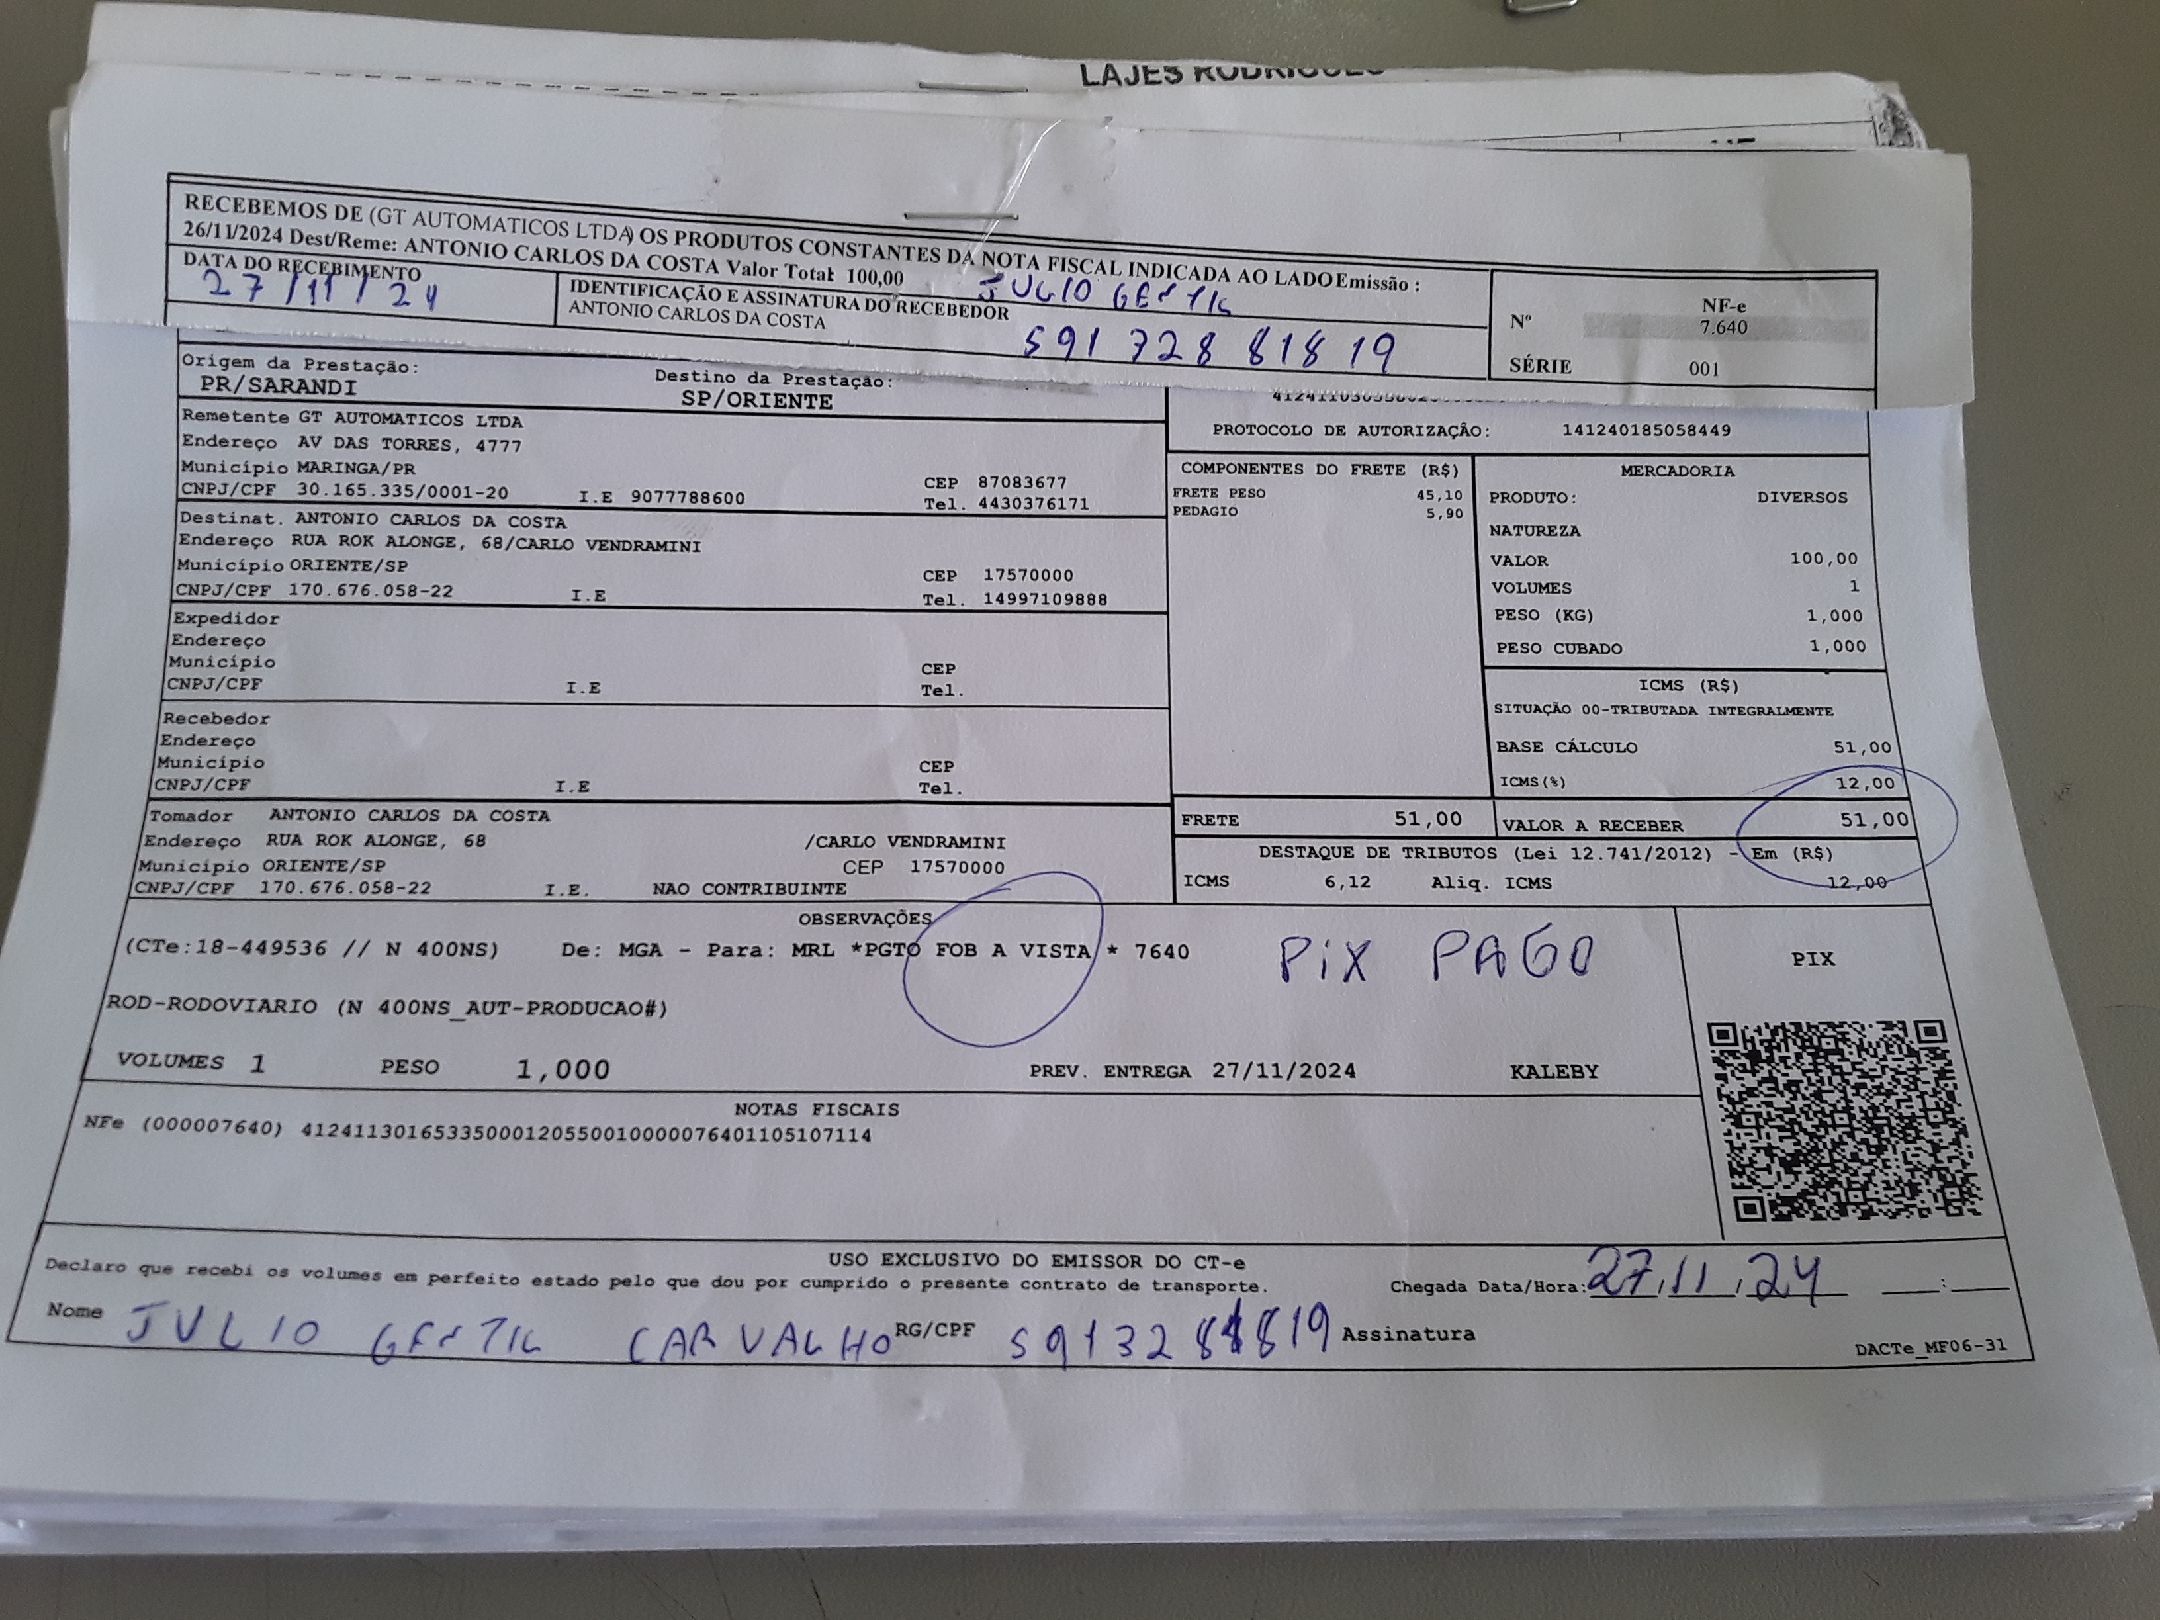 RECEBEMOS DE (GT AUTOMATICOS LTDA) OS PRODUTOS CONSTANTES DA NOTA FISCAL INDICADA AO LADO Emissão :
26/11/2024 Dest/Reme: ANTONIO CARLOS DA COSTA Valor Total: 100,00
DATA DO RECEBIMENTO
27/11/24
IDENTIFICAÇÃO E ASSINATURA DO RECEBEDOR
JULIO GENTIL
ANTONIO CARLOS DA COSTA
591 728 81819
NF-e
Nº 7.640
SÉRIE 001
Origem da Prestação:
PR/SARANDI
Destino da Prestação:
SP/ORIENTE
Remetente GT AUTOMATICOS LTDA
Endereço AV DAS TORRES, 4777
Município MARINGA/PR CEP 87083677
CNPJ/CPF 30.165.335/0001-20 I.E 9077788600 Tel. 4430376171
Destinat. ANTONIO CARLOS DA COSTA
Endereço RUA ROK ALONGE, 68/CARLO VENDRAMINI
Município ORIENTE/SP CEP 17570000
CNPJ/CPF 170.676.058-22 I.E Tel. 14997109888
Expedidor
Endereço
Município CEP
CNPJ/CPF I.E Tel.
Recebedor
Endereço
Município CEP
CNPJ/CPF I.E Tel.
Tomador ANTONIO CARLOS DA COSTA
Endereço RUA ROK ALONGE, 68 /CARLO VENDRAMINI
Município ORIENTE/SP CEP 17570000
CNPJ/CPF 170.676.058-22 I.E. NAO CONTRIBUINTE
PROTOCOLO DE AUTORIZAÇÃO: 141240185058449
COMPONENTES DO FRETE (R$)
FRETE PESO 45,10
PEDAGIO 5,90
MERCADORIA
PRODUTO: DIVERSOS
NATUREZA
VALOR 100,00
VOLUMES 1
PESO (KG) 1,000
PESO CUBADO 1,000
ICMS (R$)
SITUAÇÃO 00-TRIBUTADA INTEGRALMENTE
BASE CÁLCULO 51,00
ICMS(%) 12,00
FRETE 51,00 VALOR A RECEBER 51,00
DESTAQUE DE TRIBUTOS (Lei 12.741/2012) - Em (R$)
ICMS 6,12 Aliq. ICMS 12,00
OBSERVAÇÕES
(CTe:18-449536 // N 400NS) De: MGA - Para: MRL *PGTO FOB A VISTA * 7640
PIX PAGO
PIX
ROD-RODOVIARIO (N 400NS_AUT-PRODUCAO#)
VOLUMES 1 PESO 1,000 PREV. ENTREGA 27/11/2024 KALEBY
NOTAS FISCAIS
NFe (000007640) 41241130165335000120550010000076401105107114
USO EXCLUSIVO DO EMISSOR DO CT-e
Declaro que recebi os volumes em perfeito estado pelo que dou por cumprido o presente contrato de transporte.
Chegada Data/Hora: 27.11.24 :
Nome JULIO GENTIL CARVALHO RG/CPF Assinatura
DACTe_MF06-31